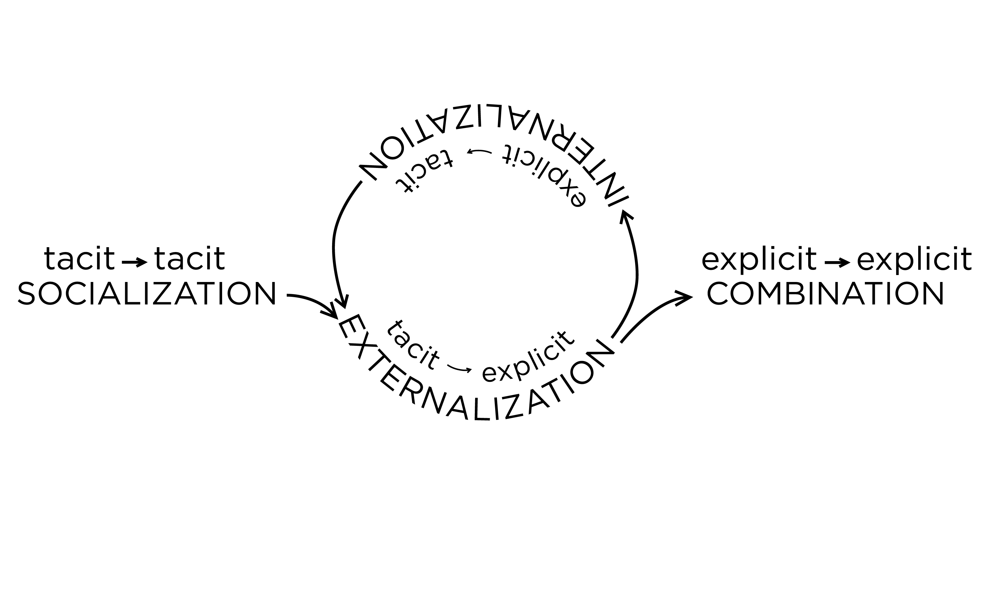 INTERNALIZATION
explicit → tacit
tacit → tacit
SOCIALIZATION
explicit → explicit
COMBINATION
tacit → explicit
EXTERNALIZATION